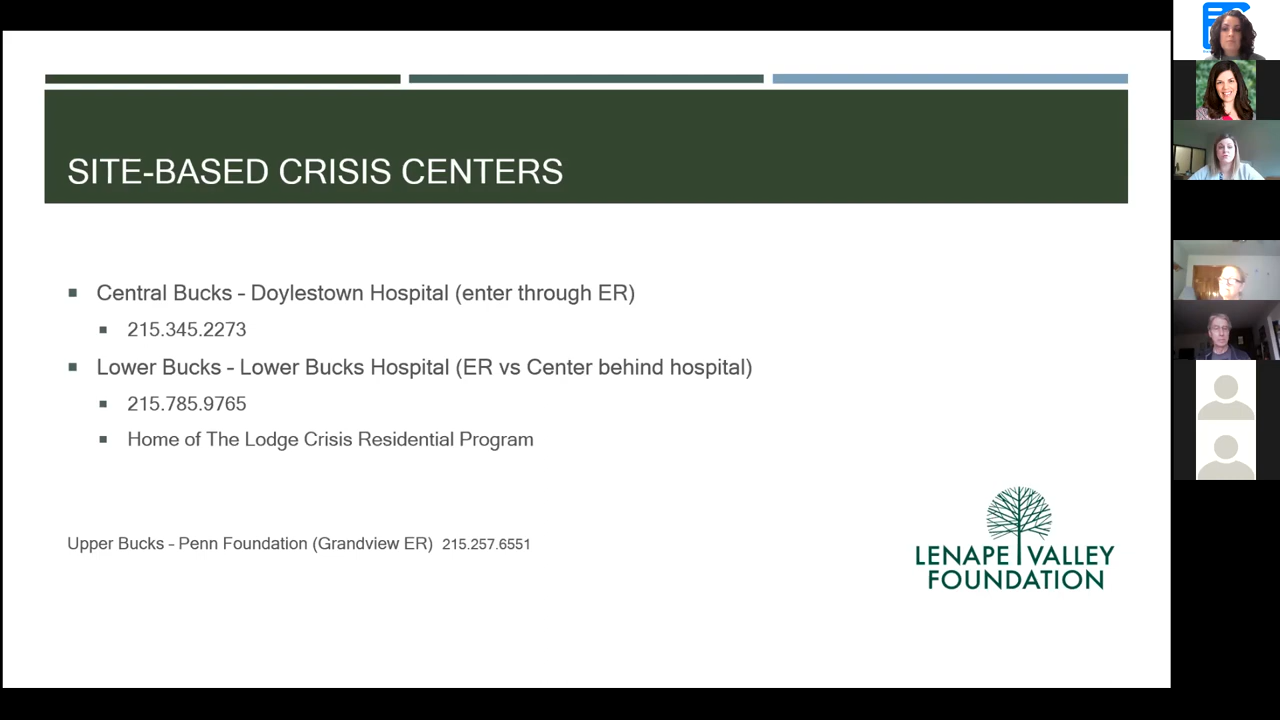 SITE-BASED CRISIS CENTERS
Central Bucks - Doylestown Hospital (enter through ER)
215.345.2273
Lower Bucks - Lower Bucks Hospital (ER vs Center behind hospital)
215.785.9765
Home of The Lodge Crisis Residential Program
Upper Bucks - Penn Foundation (Grandview ER) 215.257.6551
LENAPE VALLEY
FOUNDATION